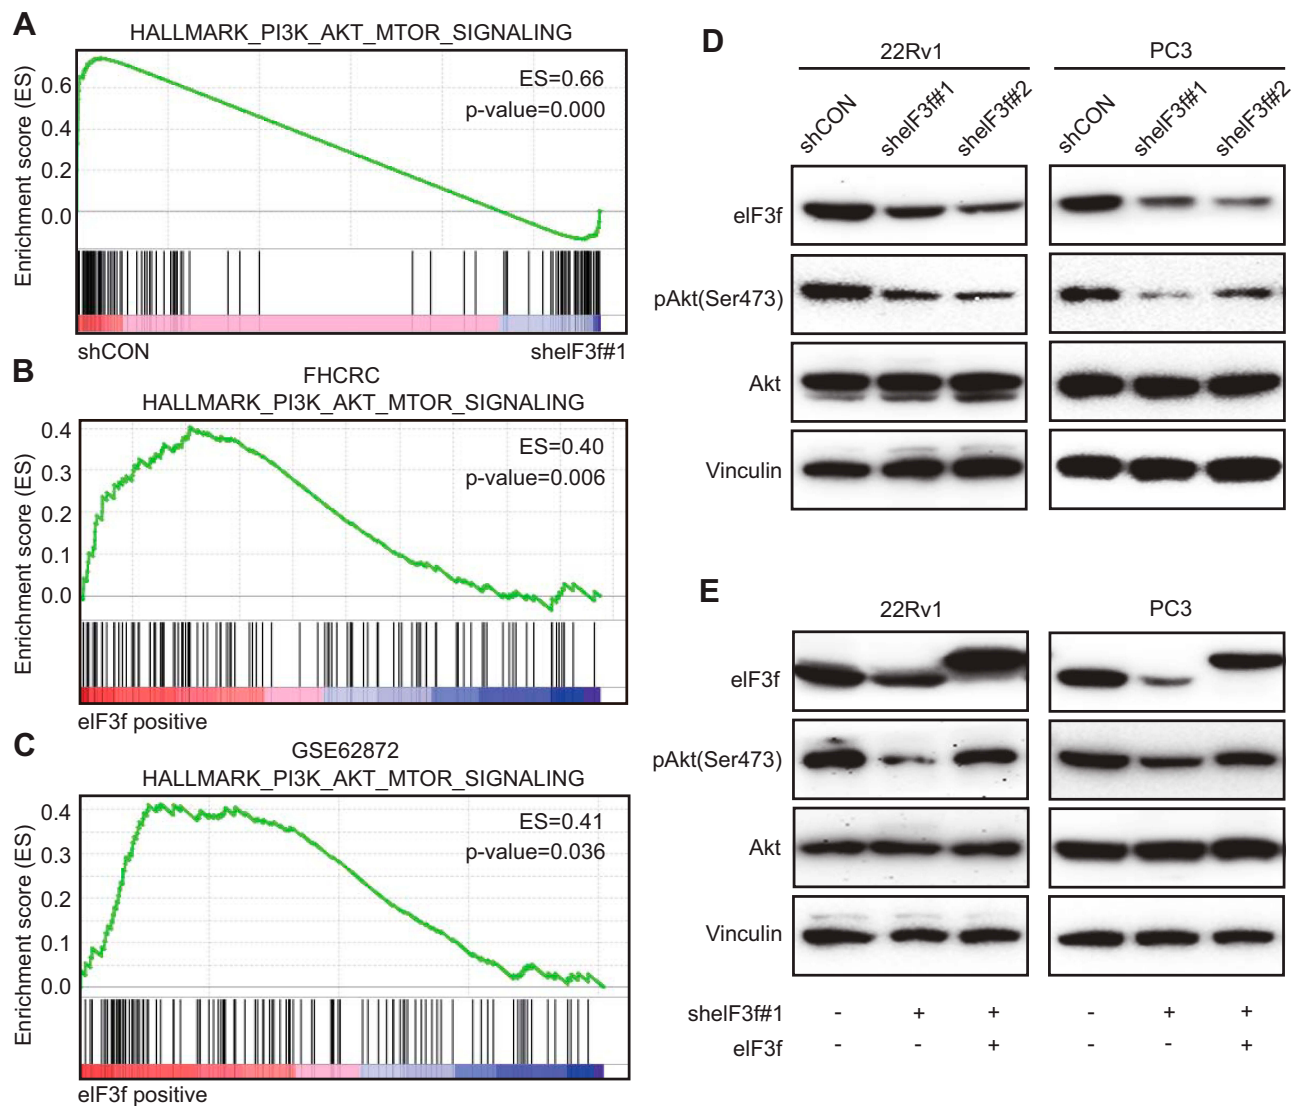 A
HALLMARK_PI3K_AKT_MTOR_SIGNALING
Enrichment score (ES)
0.6
0.4
0.2
0.0
ES=0.66
p-value=0.000
shCON
sheIF3f#1
B
FHCRC
HALLMARK_PI3K_AKT_MTOR_SIGNALING
Enrichment score (ES)
0.4
0.3
0.2
0.1
0.0
ES=0.40
p-value=0.006
eIF3f positive
C
GSE62872
HALLMARK_PI3K_AKT_MTOR_SIGNALING
Enrichment score (ES)
0.4
0.3
0.2
0.1
0.0
ES=0.41
p-value=0.036
eIF3f positive
D
22Rv1 PC3
shCON sheIF3f#1 sheIF3f#2 shCON sheIF3f#1 sheIF3f#2
eIF3f
pAkt(Ser473)
Akt
Vinculin
E
22Rv1 PC3
eIF3f
pAkt(Ser473)
Akt
Vinculin
sheIF3f#1 - + + - + +
eIF3f - - + - - +